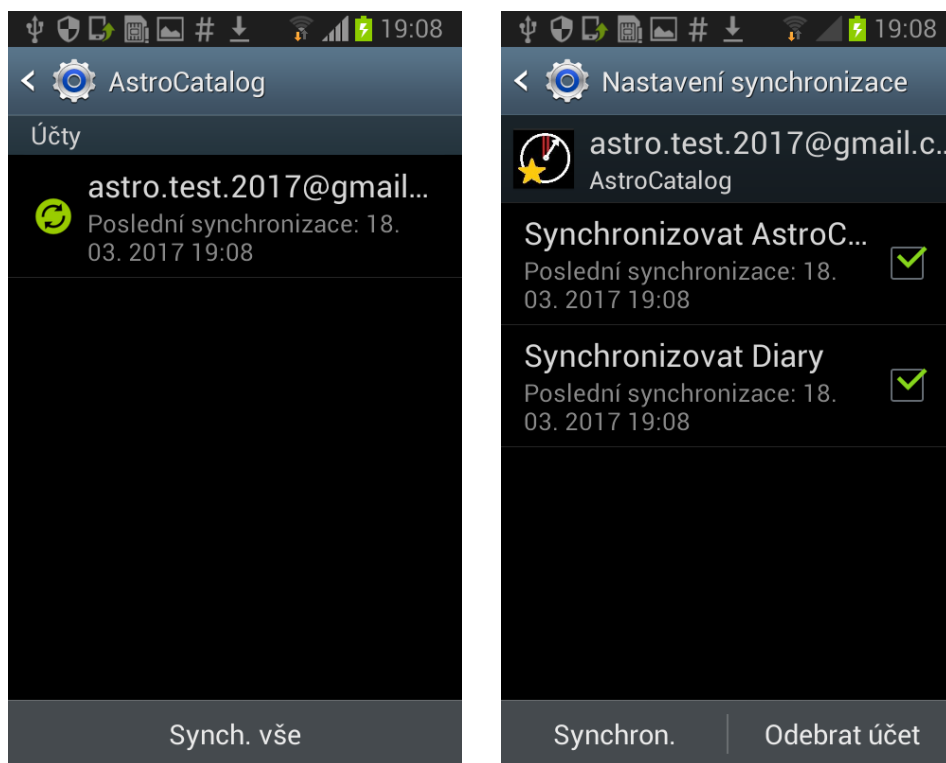 19:08
AstroCatalog
Účty
astro.test.2017@gmail...
Poslední synchronizace: 18.
03. 2017 19:08
Synch. vše
19:08
Nastavení synchronizace
astro.test.2017@gmail.c...
AstroCatalog
Synchronizovat AstroC...
Poslední synchronizace: 18.
03. 2017 19:08
Synchronizovat Diary
Poslední synchronizace: 18.
03. 2017 19:08
Synchron.
Odebrat účet